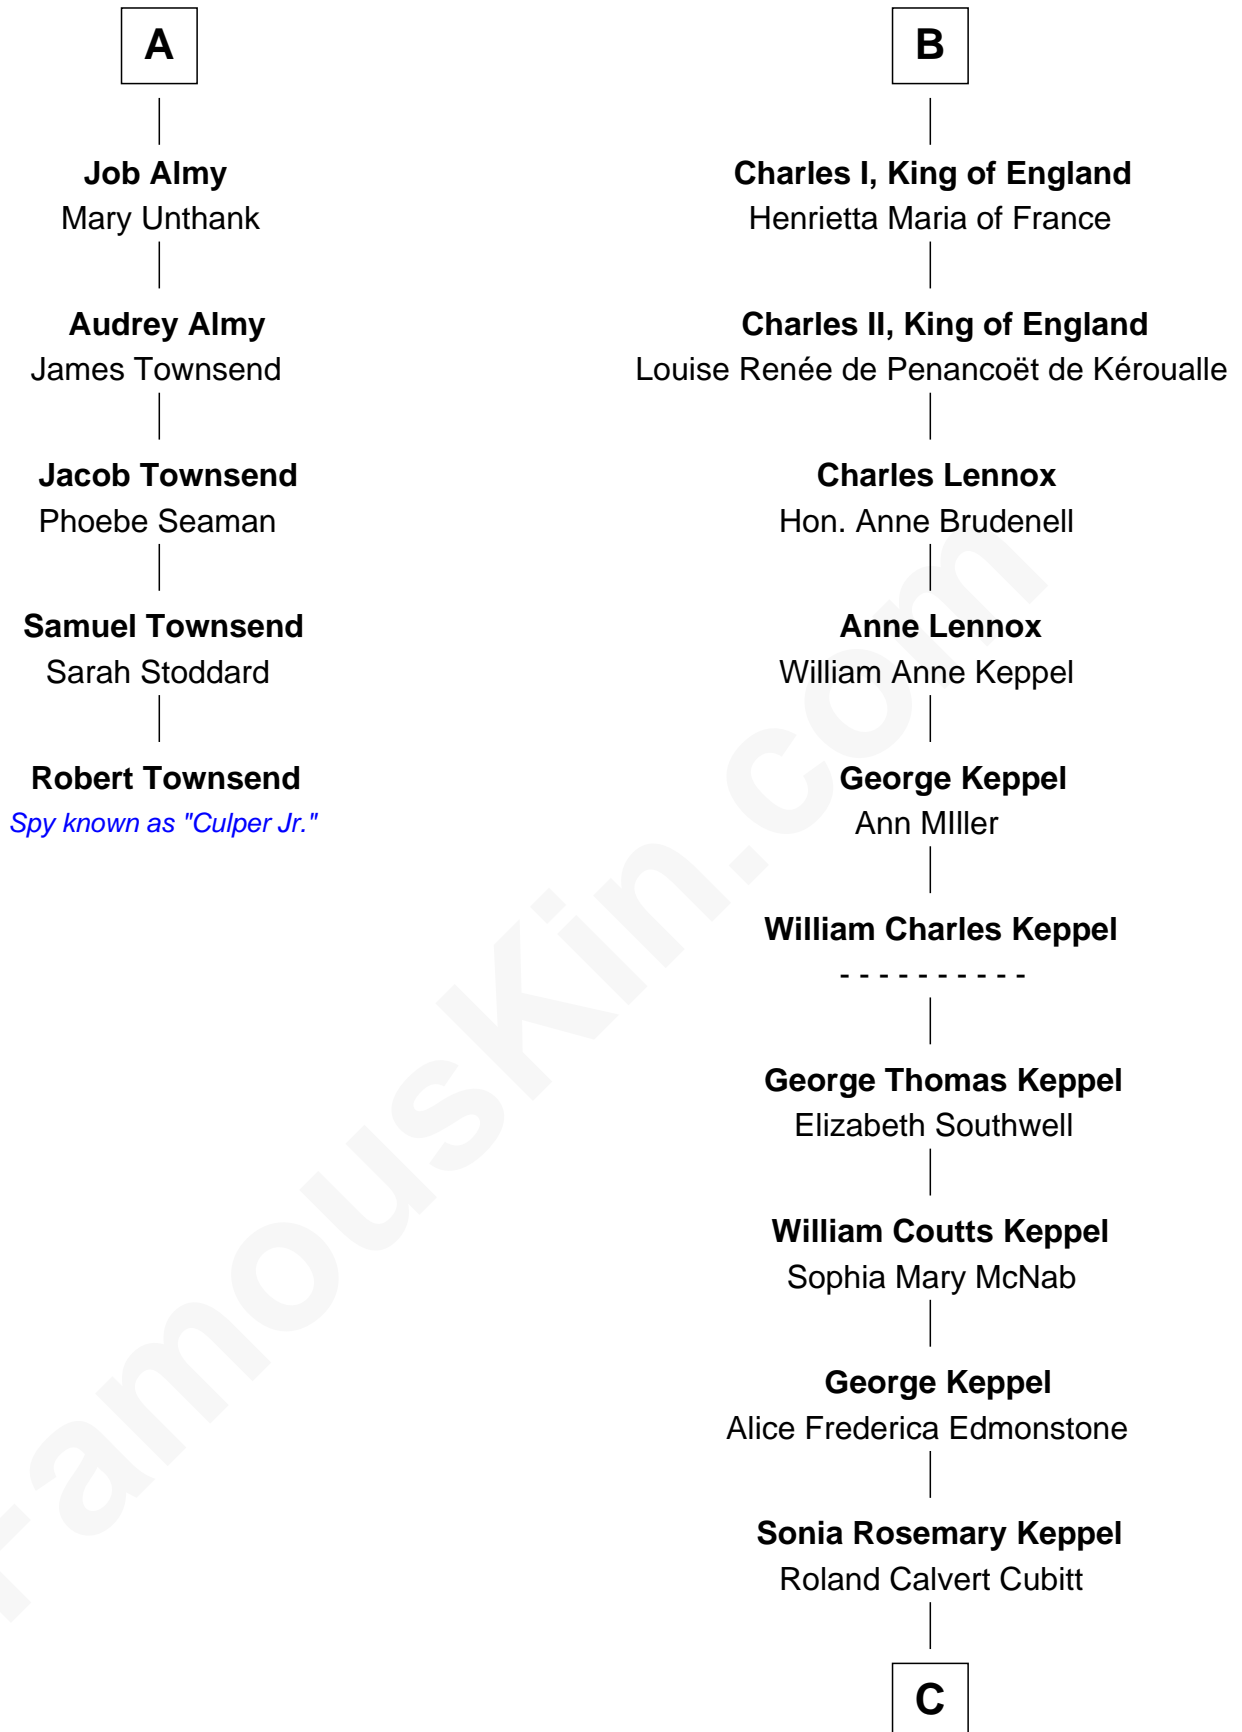 A
Job Almy
Mary Unthank
Audrey Almy
James Townsend
Jacob Townsend
Phoebe Seaman
Samuel Townsend
Sarah Stoddard
Robert Townsend
Spy known as "Culper Jr."
B
Charles I, King of England
Henrietta Maria of France
Charles II, King of England
Louise Renée de Penancoët de Kéroualle
Charles Lennox
Hon. Anne Brudenell
Anne Lennox
William Anne Keppel
George Keppel
Ann MIller
William Charles Keppel
- - - - - - - - - -
George Thomas Keppel
Elizabeth Southwell
William Coutts Keppel
Sophia Mary McNab
George Keppel
Alice Frederica Edmonstone
Sonia Rosemary Keppel
Roland Calvert Cubitt
C
FamousKin.com